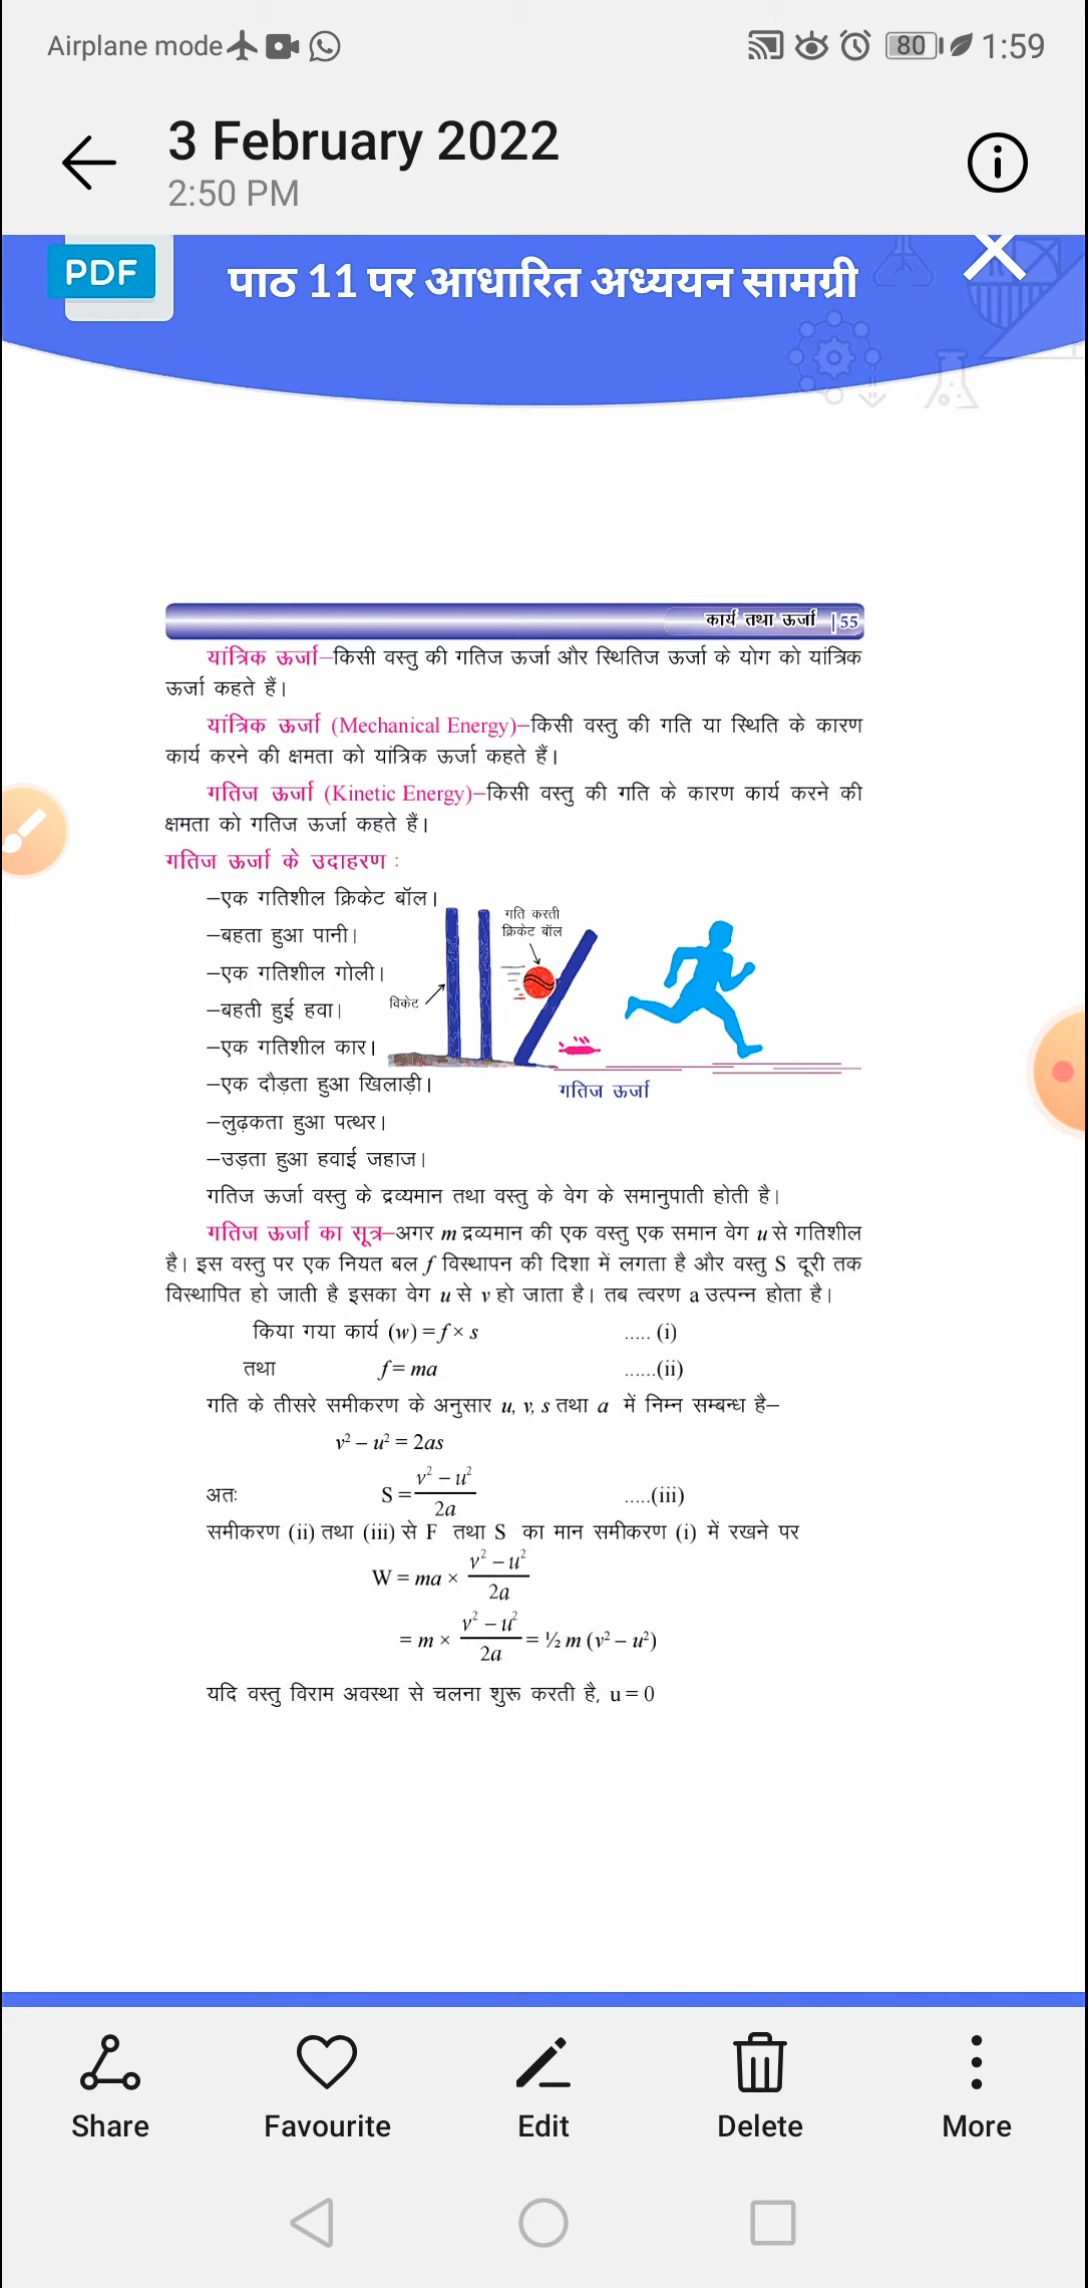 Airplane mode
80 1:59
3 February 2022
2:50 PM
PDF
पाठ 11 पर आधारित अध्ययन सामग्री
कार्य तथा ऊर्जा | 55
यांत्रिक ऊर्जा–किसी वस्तु की गतिज ऊर्जा और स्थितिज ऊर्जा के योग को यांत्रिक
ऊर्जा कहते हैं।
यांत्रिक ऊर्जा (Mechanical Energy)–किसी वस्तु की गति या स्थिति के कारण
कार्य करने की क्षमता को यांत्रिक ऊर्जा कहते हैं।
गतिज ऊर्जा (Kinetic Energy)–किसी वस्तु की गति के कारण कार्य करने की
क्षमता को गतिज ऊर्जा कहते हैं।
गतिज ऊर्जा के उदाहरण :
–एक गतिशील क्रिकेट बॉल।
–बहता हुआ पानी।
–एक गतिशील गोली।
–बहती हुई हवा।
–एक गतिशील कार।
–एक दौड़ता हुआ खिलाड़ी।
–लुढ़कता हुआ पत्थर।
–उड़ता हुआ हवाई जहाज।
गति करती
क्रिकेट बॉल
विकेट
गतिज ऊर्जा
गतिज ऊर्जा वस्तु के द्रव्यमान तथा वस्तु के वेग के समानुपाती होती है।
गतिज ऊर्जा का सूत्र–अगर m द्रव्यमान की एक वस्तु एक समान वेग u से गतिशील
है। इस वस्तु पर एक नियत बल f विस्थापन की दिशा में लगता है और वस्तु S दूरी तक
विस्थापित हो जाती है इसका वेग u से v हो जाता है। तब त्वरण a उत्पन्न होता है।
किया गया कार्य (w) = f × s ..... (i)
तथा f = ma ......(ii)
गति के तीसरे समीकरण के अनुसार u, v, s तथा a में निम्न सम्बन्ध है–
v² – u² = 2as
अतः S = (v² – u²)/2a .....(iii)
समीकरण (ii) तथा (iii) से F तथा S का मान समीकरण (i) में रखने पर
W = ma × (v² – u²)/2a
= m × (v² – u²)/2a = ½ m (v² – u²)
यदि वस्तु विराम अवस्था से चलना शुरू करती है, u = 0
Share Favourite Edit Delete More